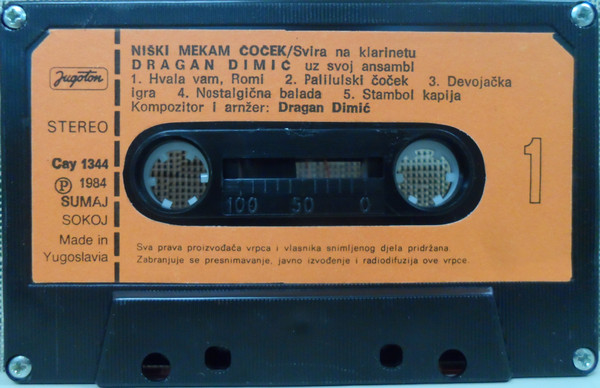 NIŠKI MEKAM ČOČEK/Svira na klarinetu
DRAGAN DIMIĆ uz svoj ansambl
1. Hvala vam, Romi 2. Palilulski čoček 3. Devojačka
igra 4. Nostalgična balada 5. Stambol kapija
Kompozitor i arnžer: Dragan Dimić
Jugoton
STEREO
Cay 1344
Ⓟ 1984
SUMAJ
SOKOJ
Made in
Yugoslavia
100 50 0
1
Sva prava proizvođača vrpca i vlasnika snimljenog djela pridržana
Zabranjuje se presnimavanje, javno izvođenje i radiodifuzija ove vrpce.